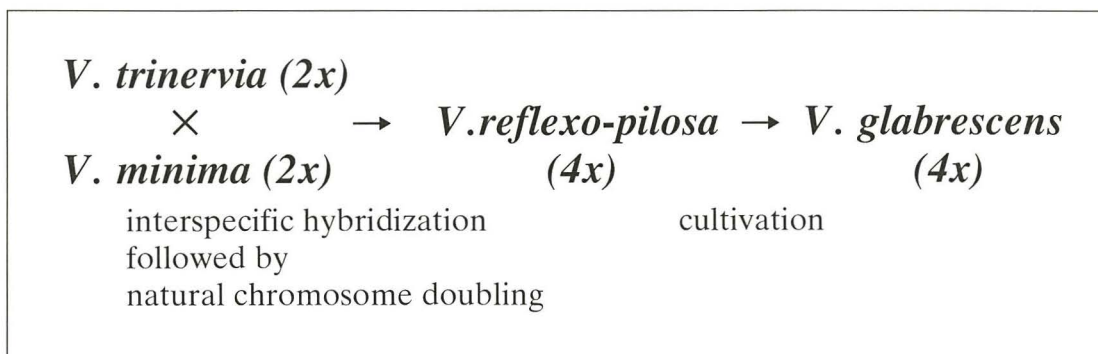 V. trinervia (2x)
× → V.reflexo-pilosa → V. glabrescens
V. minima (2x) (4x) (4x)
interspecific hybridization cultivation
followed by
natural chromosome doubling